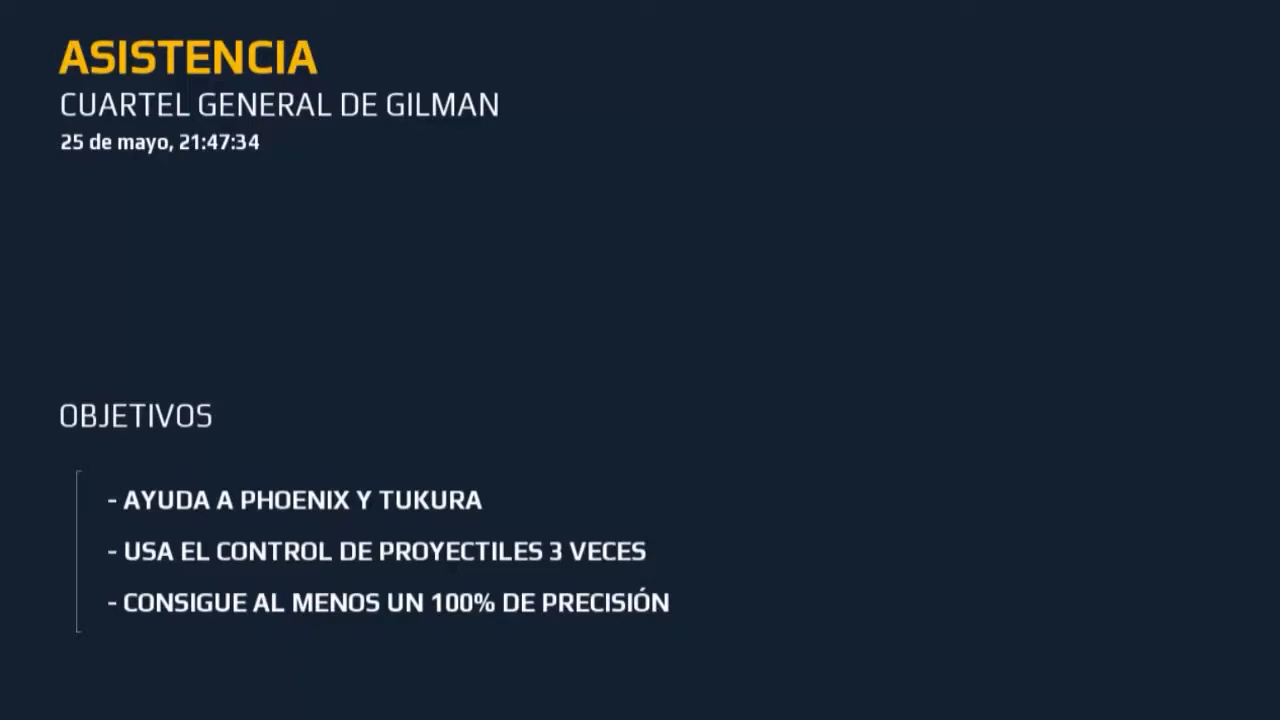 ASISTENCIA
CUARTEL GENERAL DE GILMAN
25 de mayo, 21:47:34
OBJETIVOS
- AYUDA A PHOENIX Y TUKURA
- USA EL CONTROL DE PROYECTILES 3 VECES
- CONSIGUE AL MENOS UN 100% DE PRECISIÓN